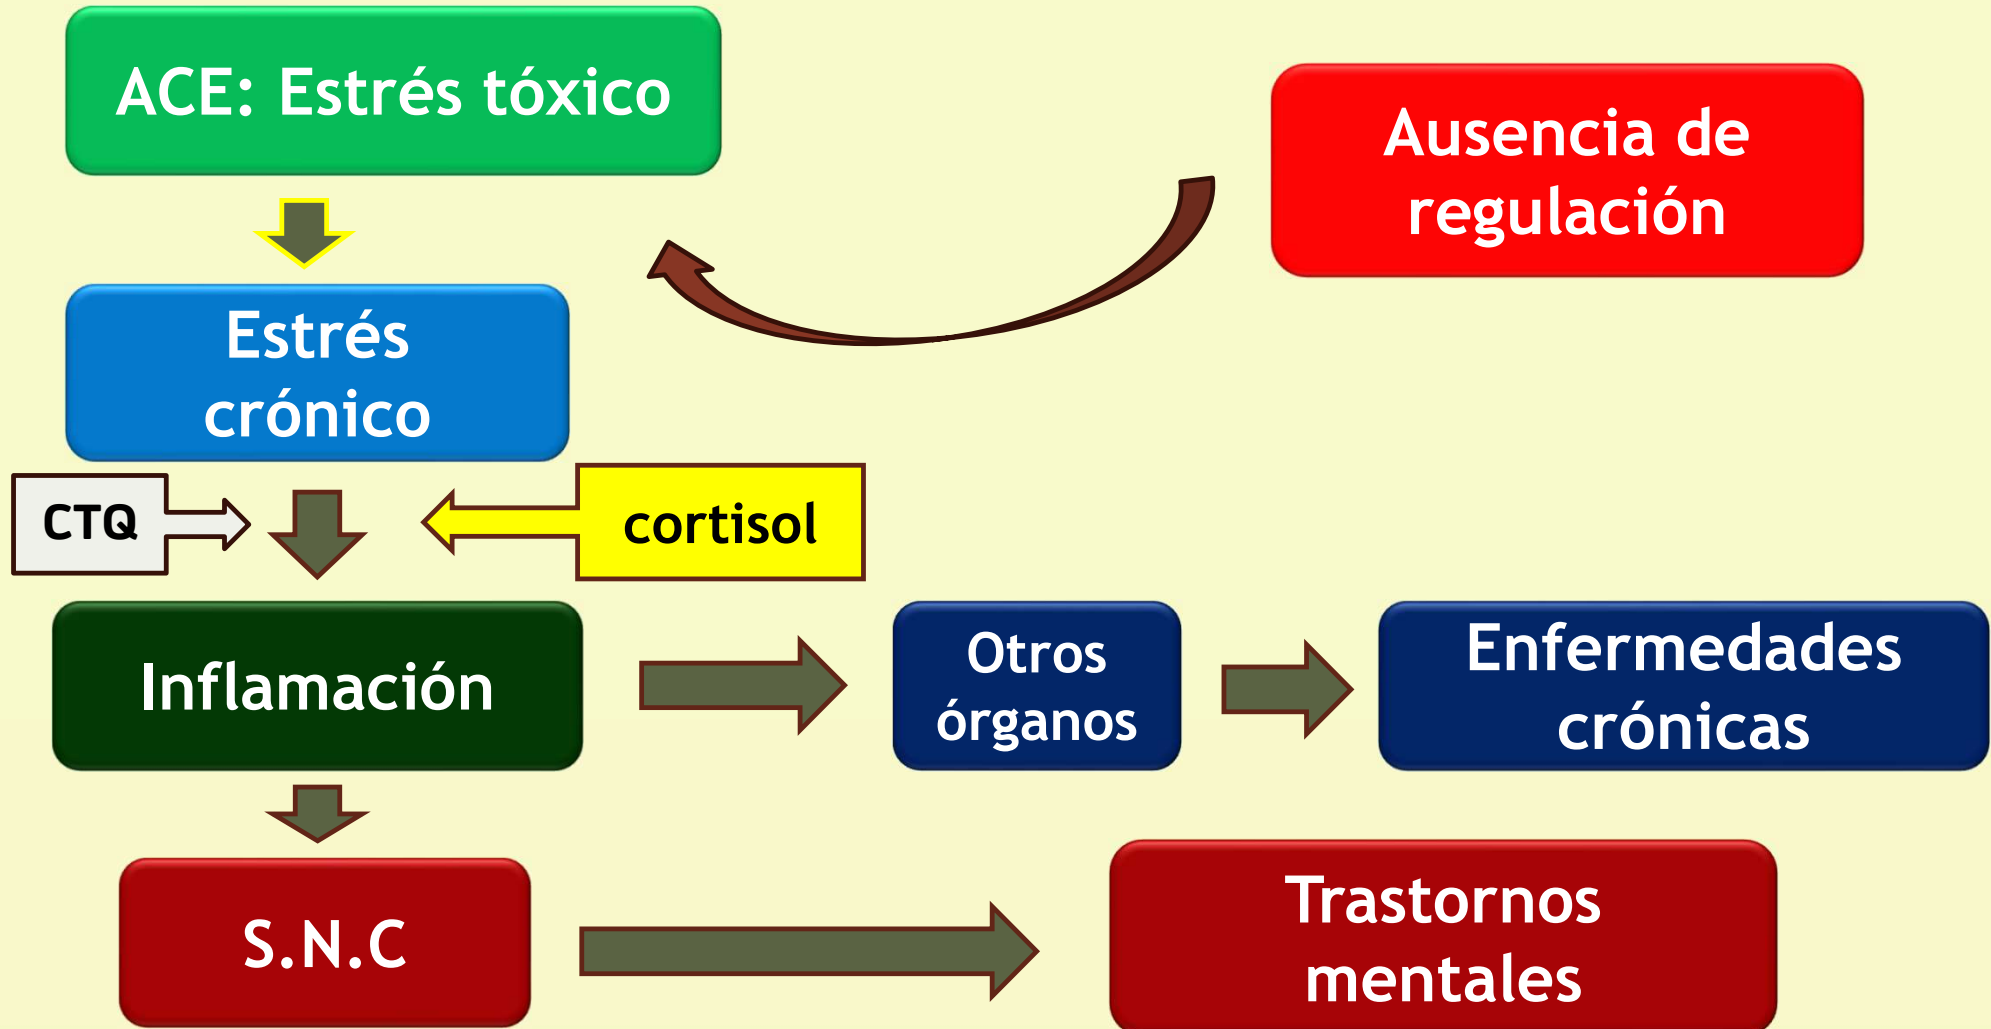 ACE: Estrés tóxico
Ausencia de
regulación
Estrés
crónico
CTQ
cortisol
Inflamación
Otros
órganos
Enfermedades
crónicas
S.N.C
Trastornos
mentales